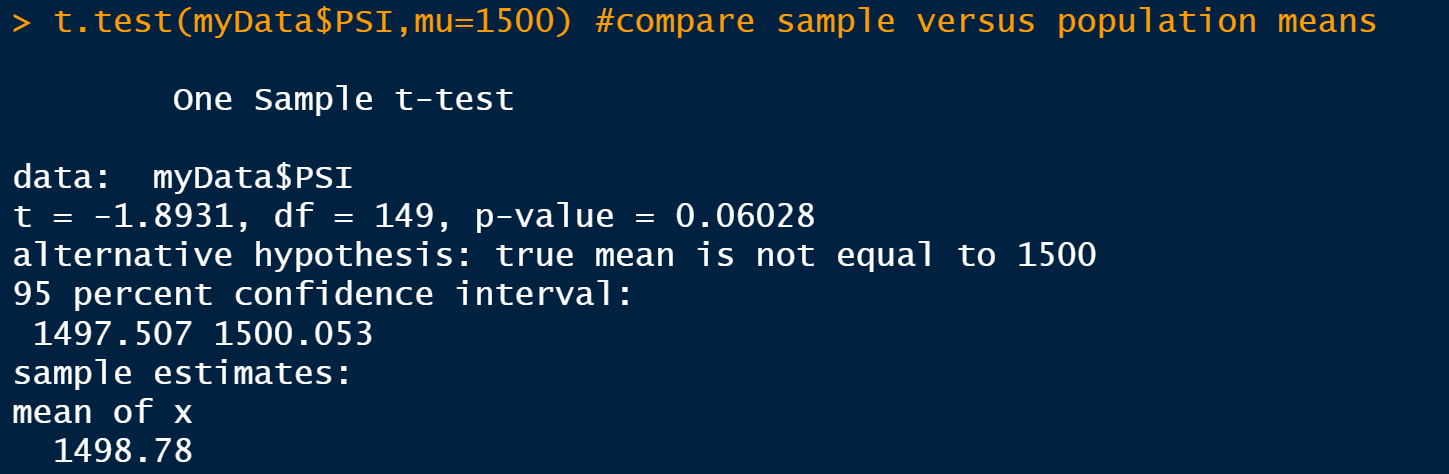 > t.test(myData$PSI,mu=1500) #compare sample versus population means
One Sample t-test
data:  myData$PSI
t = -1.8931, df = 149, p-value = 0.06028
alternative hypothesis: true mean is not equal to 1500
95 percent confidence interval:
1497.507 1500.053
sample estimates:
mean of x
1498.78